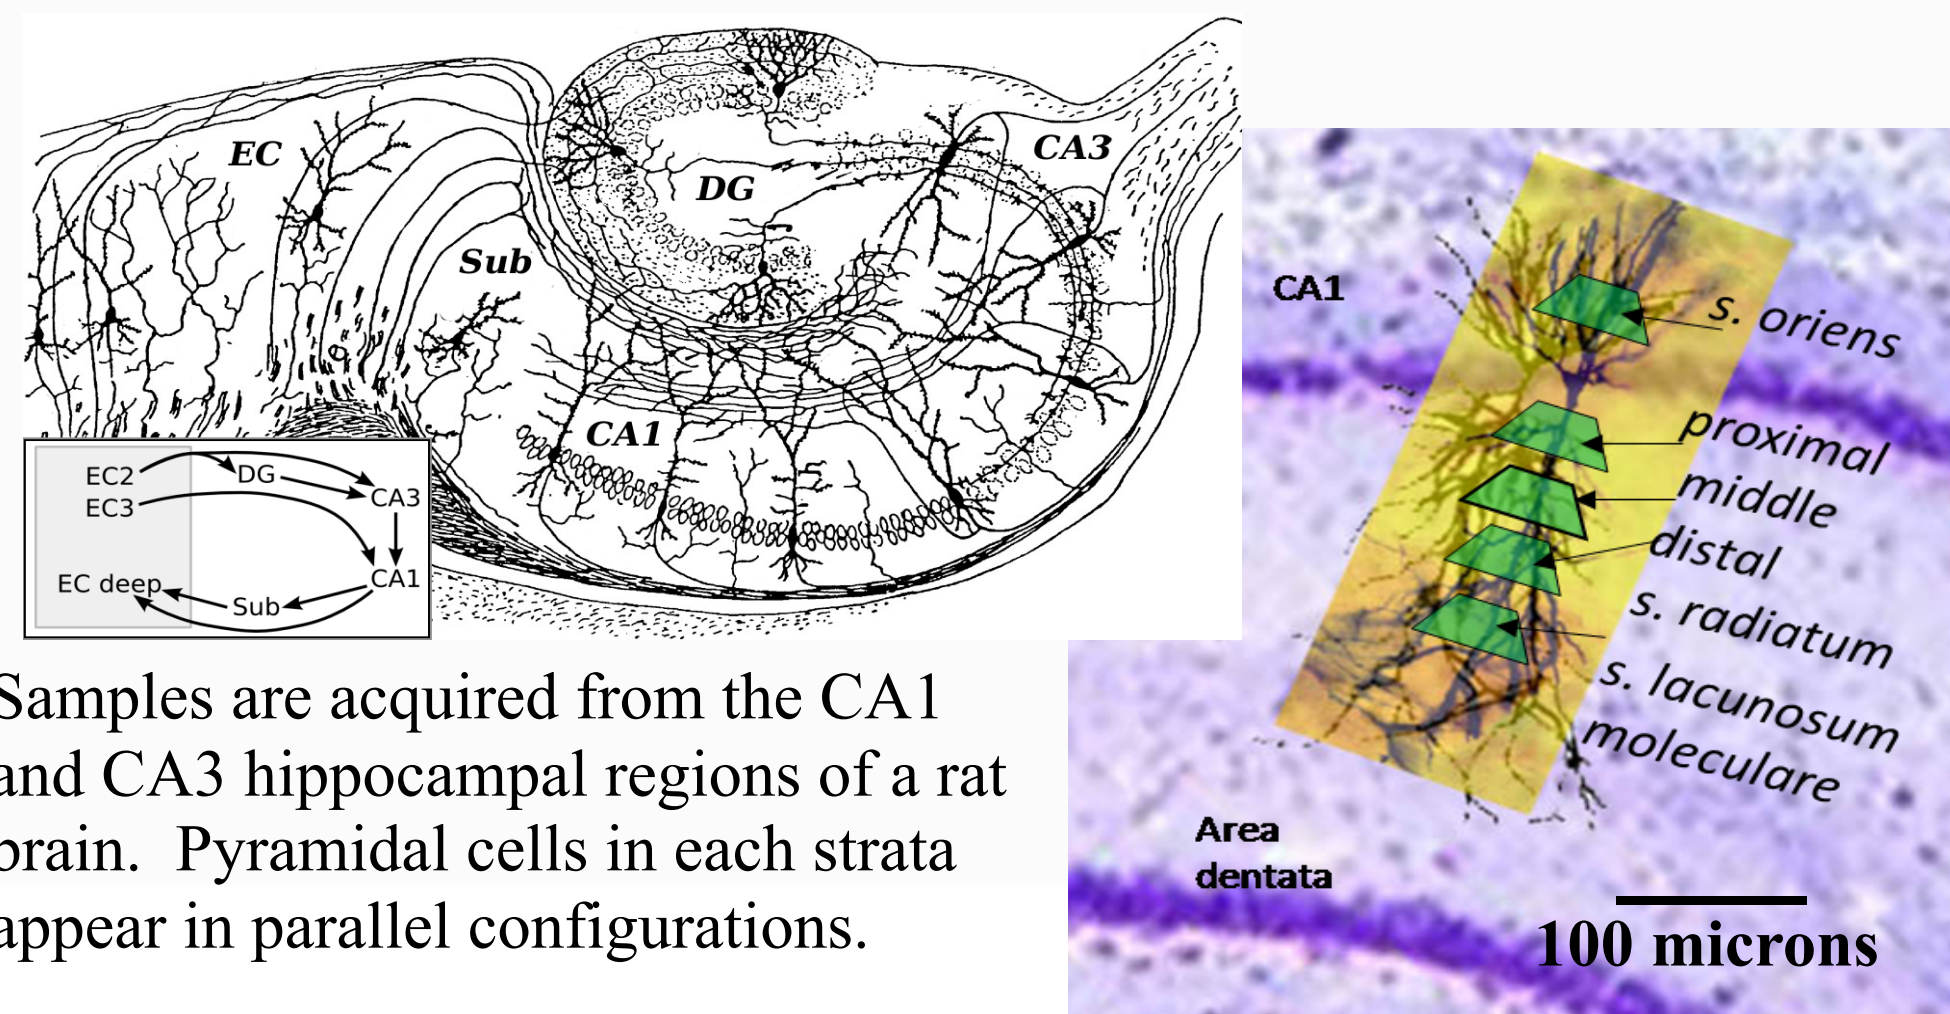 EC
DG
CA3
Sub
CA1
EC2
EC3
DG
CA3
CA1
EC deep
Sub
Samples are acquired from the CA1
and CA3 hippocampal regions of a rat
brain. Pyramidal cells in each strata
appear in parallel configurations.
CA1
s. oriens
proximal
middle
distal
s. radiatum
s. lacunosum
moleculare
Area
dentata
100 microns